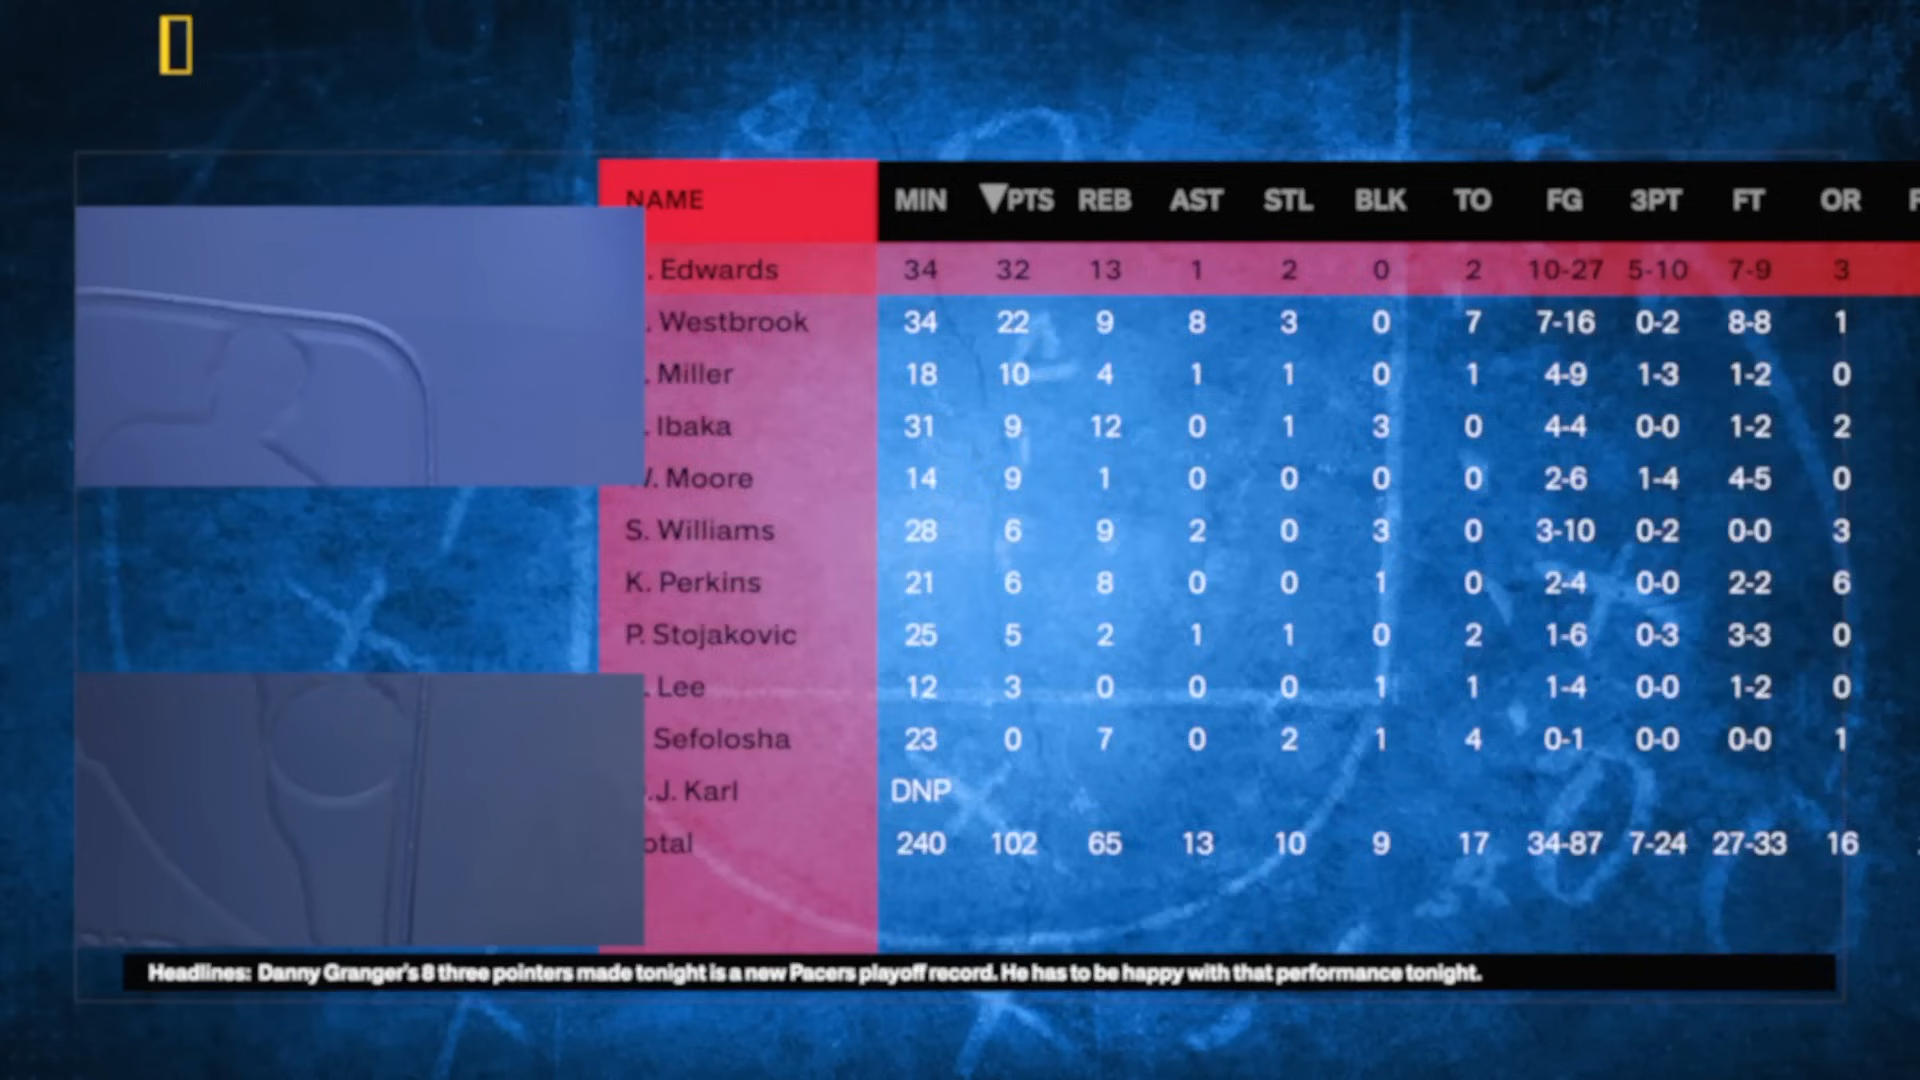 NAME MIN ▼PTS REB AST STL BLK TO FG 3PT FT OR
. Edwards 34 32 13 1 2 0 2 10-27 5-10 7-9 3
. Westbrook 34 22 9 8 3 0 7 7-16 0-2 8-8 1
. Miller 18 10 4 1 1 0 1 4-9 1-3 1-2 0
. Ibaka 31 9 12 0 1 3 0 4-4 0-0 1-2 2
. Moore 14 9 1 0 0 0 0 2-6 1-4 4-5 0
S. Williams 28 6 9 2 0 3 0 3-10 0-2 0-0 3
K. Perkins 21 6 8 0 0 1 0 2-4 0-0 2-2 6
P. Stojakovic 25 5 2 1 1 0 2 1-6 0-3 3-3 0
. Lee 12 3 0 0 0 1 1 1-4 0-0 1-2 0
Sefolosha 23 0 7 0 2 1 4 0-1 0-0 0-0 1
.J. Karl DNP
otal 240 102 65 13 10 9 17 34-87 7-24 27-33 16
Headlines: Danny Granger's 8 three pointers made tonight is a new Pacers playoff record. He has to be happy with that performance tonight.